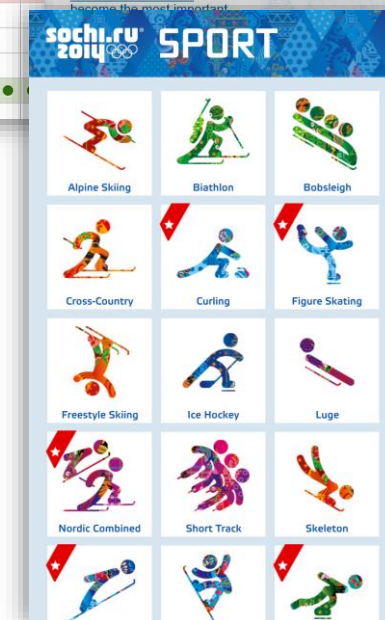 become the most important
sochi.ru
2014
SPORT
Alpine Skiing
Biathlon
Bobsleigh
Cross-Country
Curling
Figure Skating
Freestyle Skiing
Ice Hockey
Luge
Nordic Combined
Short Track
Skeleton